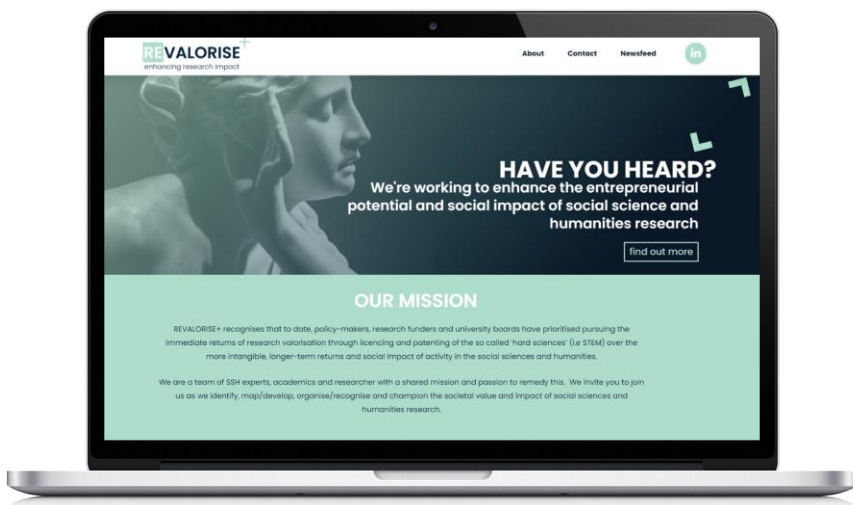 REVALORISE+
enhancing research impact
About Contact Newsfeed in
HAVE YOU HEARD?
We're working to enhance the entrepreneurial
potential and social impact of social science and
humanities research
find out more
OUR MISSION
REVALORISE+ recognises that to date, policy-makers, research funders and university boards have prioritised pursuing the
immediate returns of research valorisation through licencing and patenting of the so called 'hard sciences' (i.e STEM) over the
more intangible, longer-term returns and social impact of activity in the social sciences and humanities.
We are a team of SSH experts, academics and researcher with a shared mission and passion to remedy this. We invite you to join
us as we identify, map/develop, organise/recognise and champion the societal value and impact of social sciences and
humanities research.